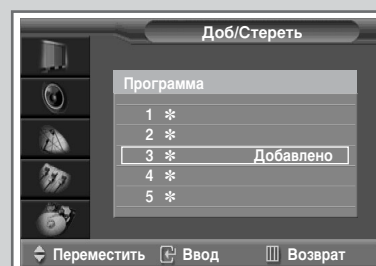 Доб/Стереть
Программа
1 ✻
2 ✻
3 ✻ Добавлено
4 ✻
5 ✻
Переместить Ввод Возврат